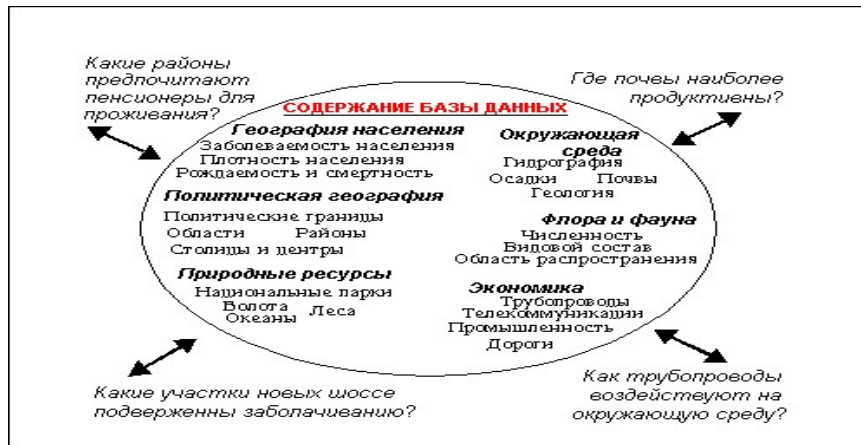 Какие районы
предпочитают
пенсионеры для
проживания?
Где почвы наиболее
продуктивны?
СОДЕРЖАНИЕ БАЗЫ ДАННЫХ
География населения
Заболеваемость населения
Плотность населения
Рождаемость и смертность
Окружающая
среда
Гидрография
Осадки Почвы
Геология
Политическая география
Политические границы
Области Районы
Столицы и центры
Флора и фауна
Численность
Видовой состав
Область распространения
Природные ресурсы
Национальные парки
Волота Леса
Океаны
Экономика
Трубопроводы
Телекоммуникации
Промышленность
Дороги
Какие участки новых шоссе
подверженны заболачиванию?
Как трубопроводы
воздействуют на
окружающую среду?